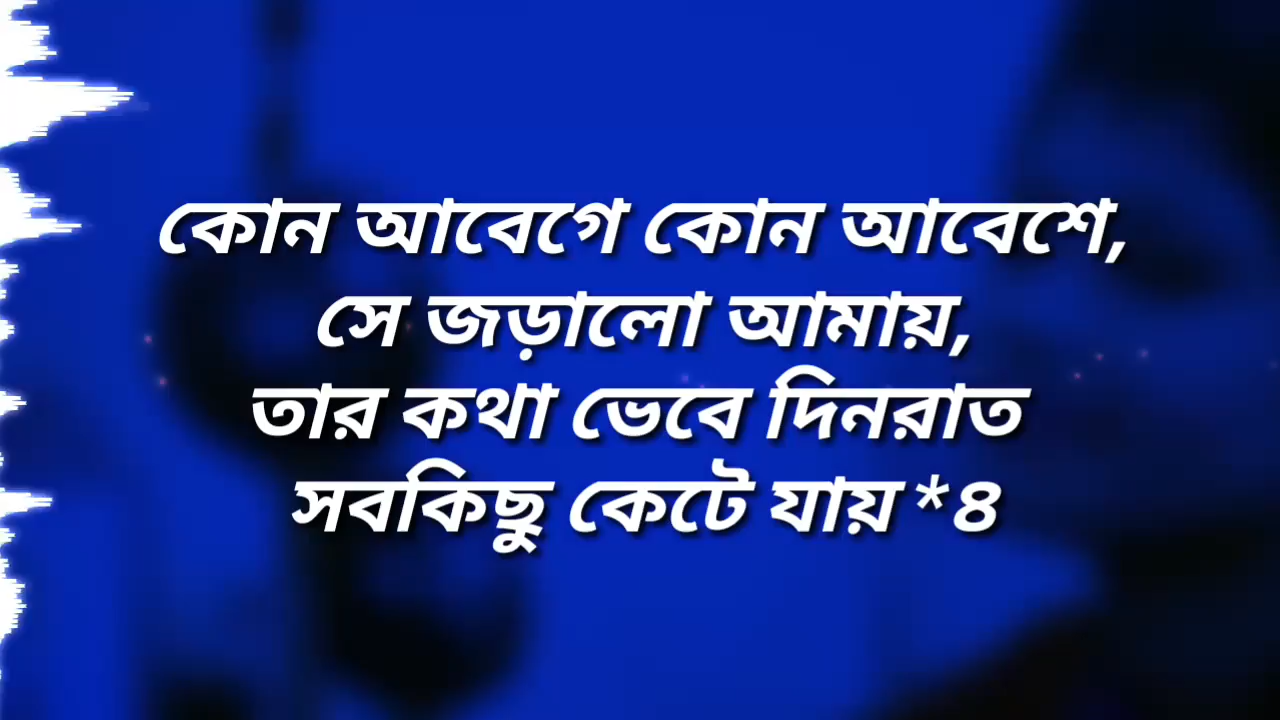 কোন আবেগে কোন আবেশে,
সে জড়ালো আমায়,
তার কথা ভেবে দিনরাত
সবকিছু কেটে যায় *৪